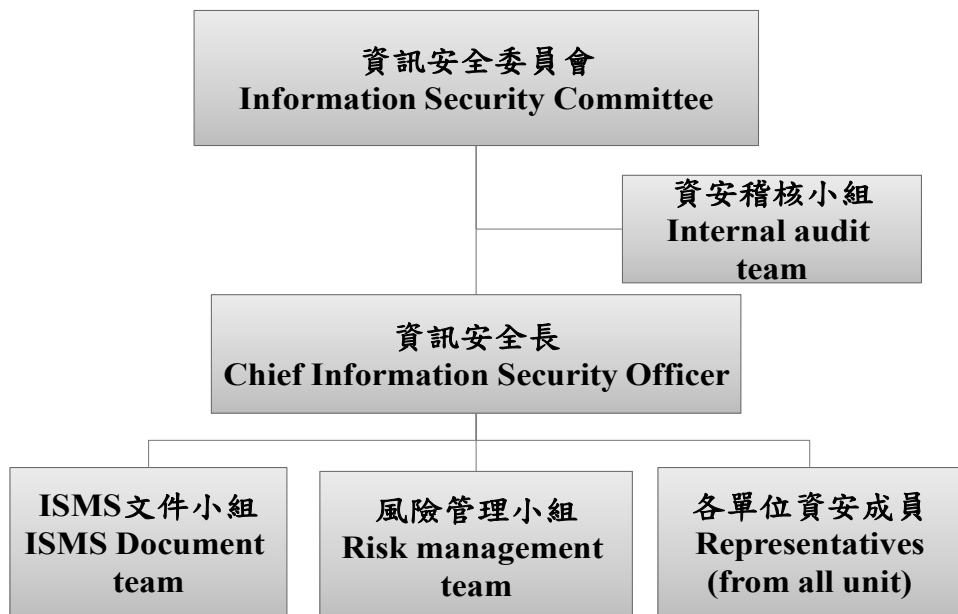 資訊安全委員會
Information Security Committee
資安稽核小組
Internal audit
team
資訊安全長
Chief Information Security Officer
ISMS文件小組
ISMS Document
team
風險管理小組
Risk management
team
各單位資安成員
Representatives
(from all unit)